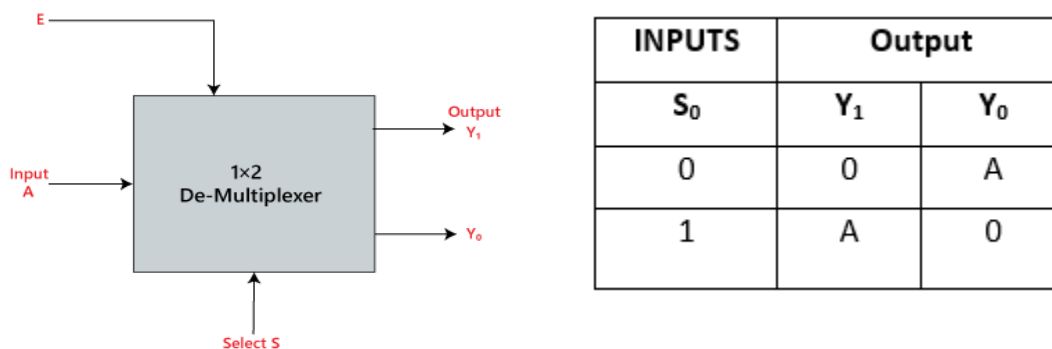 E
Input
A
1×2
De-Multiplexer
Output
Y₁
Y₀
Select S
INPUTS Output
S₀ Y₁ Y₀
0 0 A
1 A 0